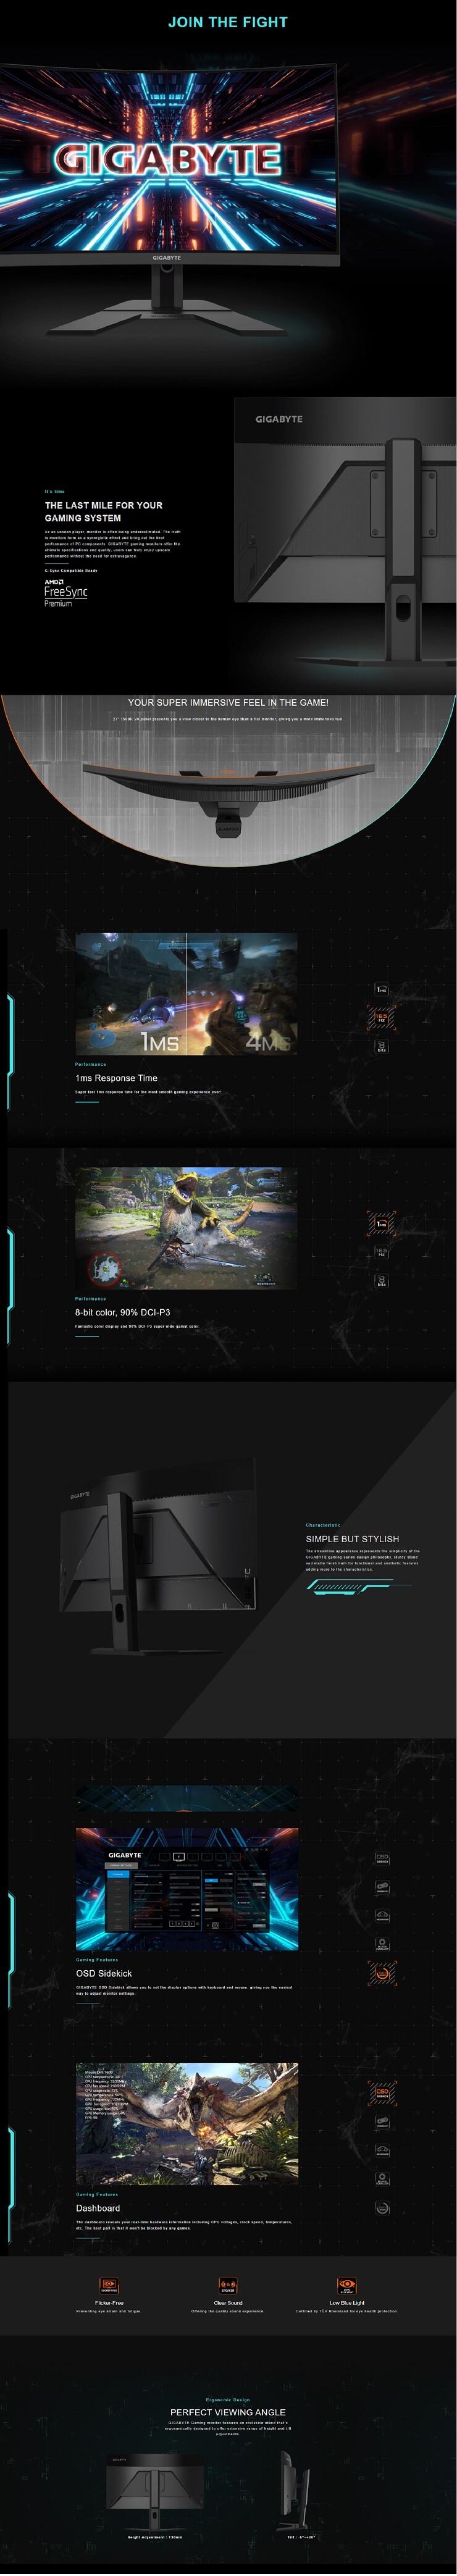 JOIN THE FIGHT
GIGABYTE
GIGABYTE
GIGABYTE
It's time
THE LAST MILE FOR YOUR
GAMING SYSTEM
As an unseen player, monitor is often being underestimated. The truth
is monitors form as a synergistic effect and bring out the best
performance of PC components. GIGABYTE gaming monitors offer the
ultimate specifications and quality, users can truly enjoy upscale
performance without the need for extravagance.
G-Sync Compatible Ready
AMD
FreeSync
Premium
YOUR SUPER IMMERSIVE FEEL IN THE GAME!
27" 1500R VA panel presents you a view closer to the human eye than a flat monitor, giving you a more immersive feel.
1MS
4MS
Performance
1ms Response Time
Super fast 1ms response time for the most smooth gaming experience ever!
Performance
8-bit color, 90% DCI-P3
Fantastic color display and 90% DCI-P3 super wide-gamut color.
GIGABYTE
Characteristic
SIMPLE BUT STYLISH
The streamline appearance represents the simplicity of the
GIGABYTE gaming series design philosophy, sturdy stand
and matte finish built for functional and aesthetic features
adding more to the characteristics.
GIGABYTE
Gaming Features
OSD Sidekick
GIGABYTE OSD Sidekick allows you to set the display options with keyboard and mouse, giving you the easiest
way to adjust monitor settings.
OSD
SIDEKICK
Gaming Features
Dashboard
The dashboard reveals your real-time hardware information including CPU voltages, clock speed, temperatures,
etc. The best part is that it won't be blocked by any games.
Flicker-Free
Preventing eye strain and fatigue.
Clear Sound
Offering the quality sound experience.
Low Blue Light
Certified by TÜV Rheinland for eye health protection.
Ergonomic Design
PERFECT VIEWING ANGLE
GIGABYTE Gaming monitor features an exclusive stand that's
ergonomically designed to offer extensive range of height and tilt
adjustments.
Height Adjustment : 130mm
Tilt : -5°~+20°